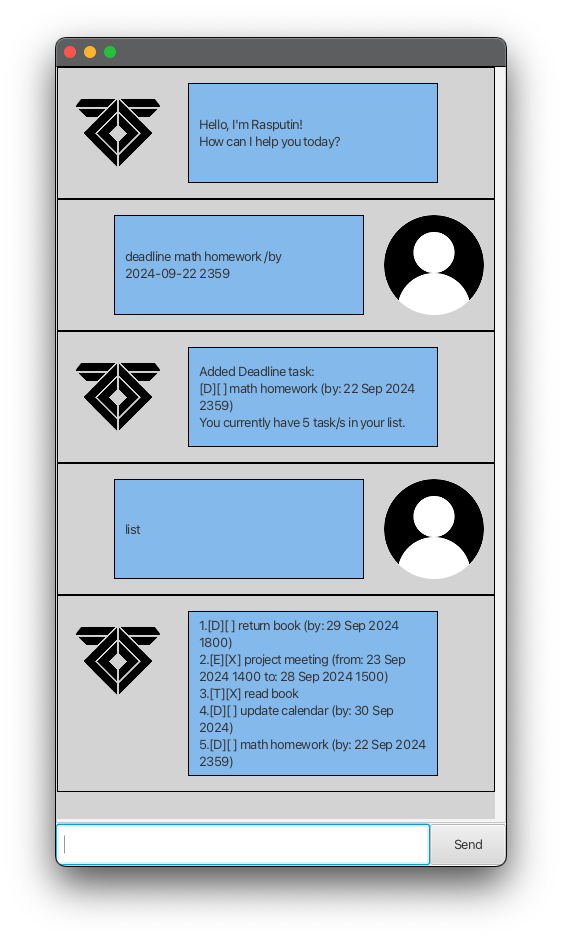 Hello, I'm Rasputin!
How can I help you today?
deadline math homework /by
2024-09-22 2359
Added Deadline task:
[D][ ] math homework (by: 22 Sep 2024
2359)
You currently have 5 task/s in your list.
list
1.[D][ ] return book (by: 29 Sep 2024
1800)
2.[E][X] project meeting (from: 23 Sep
2024 1400 to: 28 Sep 2024 1500)
3.[T][X] read book
4.[D][ ] update calendar (by: 30 Sep
2024)
5.[D][ ] math homework (by: 22 Sep 2024
2359)
Send